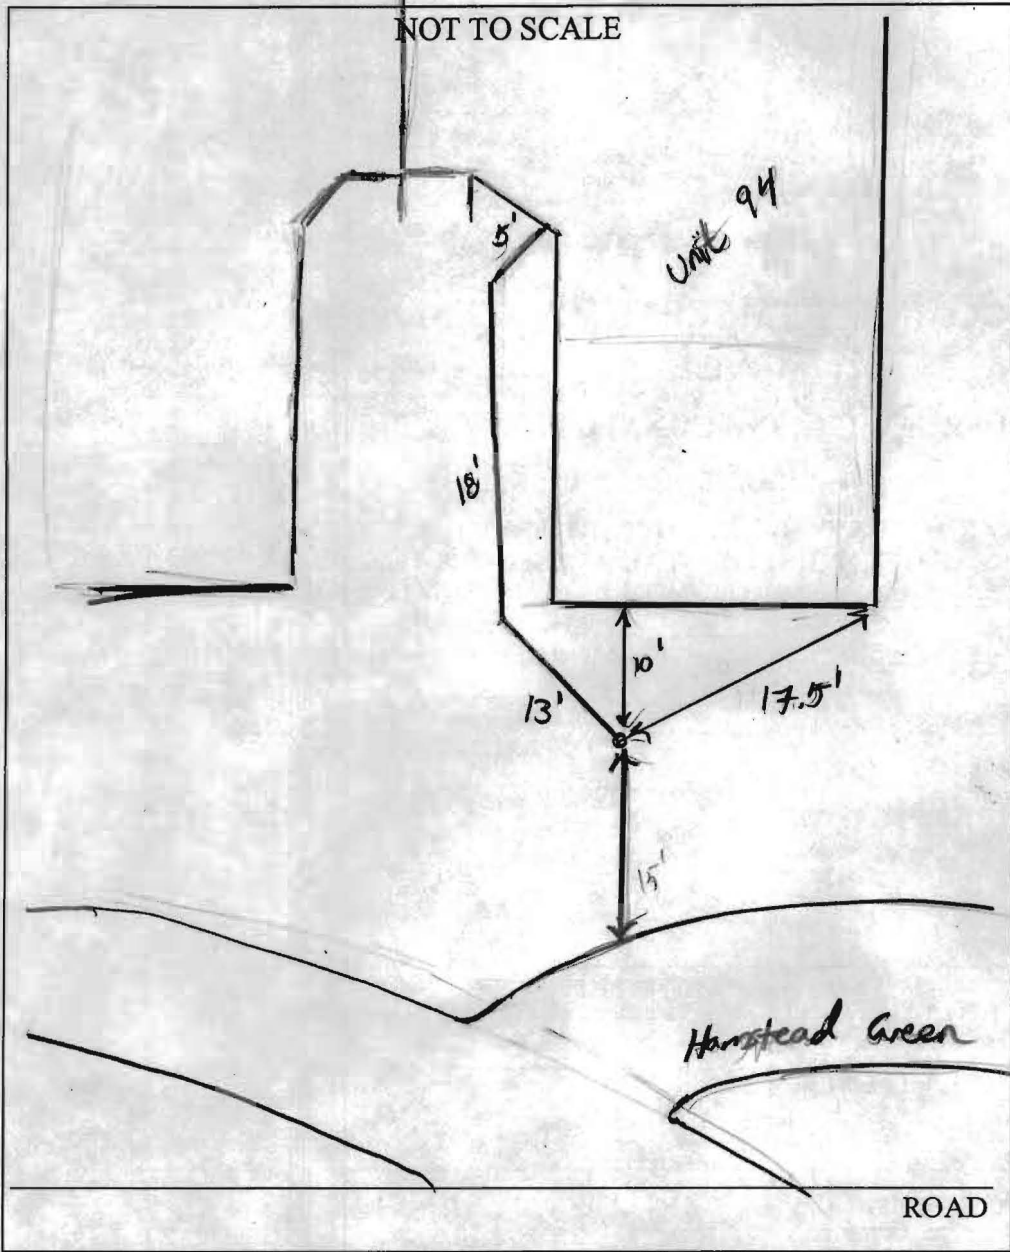 NOT TO SCALE
5'
Unit 94
18'
10'
17.5'
13'
15'
Hamstead Green
ROAD